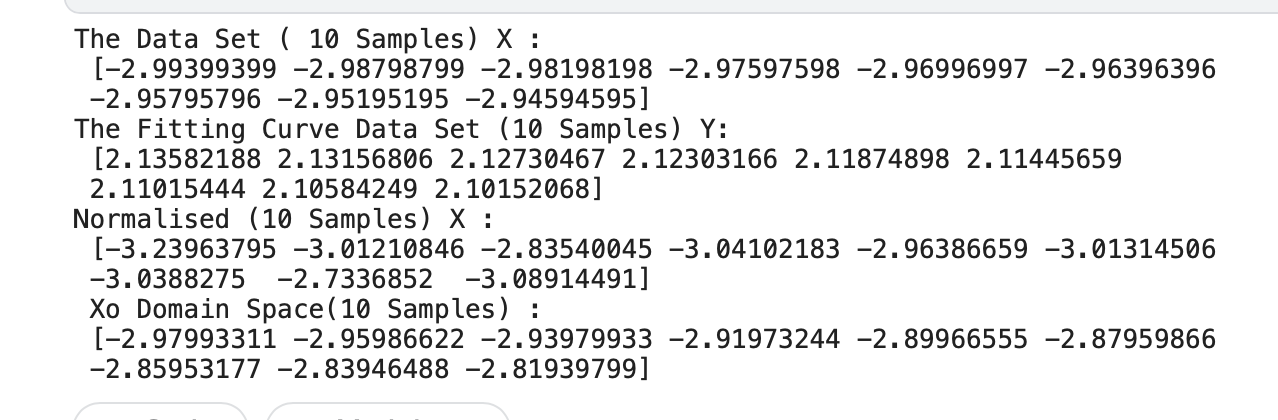 The Data Set ( 10 Samples) X :
[-2.99399399 -2.98798799 -2.98198198 -2.97597598 -2.96996997 -2.96396396
-2.95795796 -2.95195195 -2.94594595]
The Fitting Curve Data Set (10 Samples) Y:
[2.13582188 2.13156806 2.12730467 2.12303166 2.11874898 2.11445659
2.11015444 2.10584249 2.10152068]
Normalised (10 Samples) X :
[-3.23963795 -3.01210846 -2.83540045 -3.04102183 -2.96386659 -3.01314506
-3.0388275  -2.7336852  -3.08914491]
Xo Domain Space(10 Samples) :
[-2.97993311 -2.95986622 -2.93979933 -2.91973244 -2.89966555 -2.87959866
-2.85953177 -2.83946488 -2.81939799]